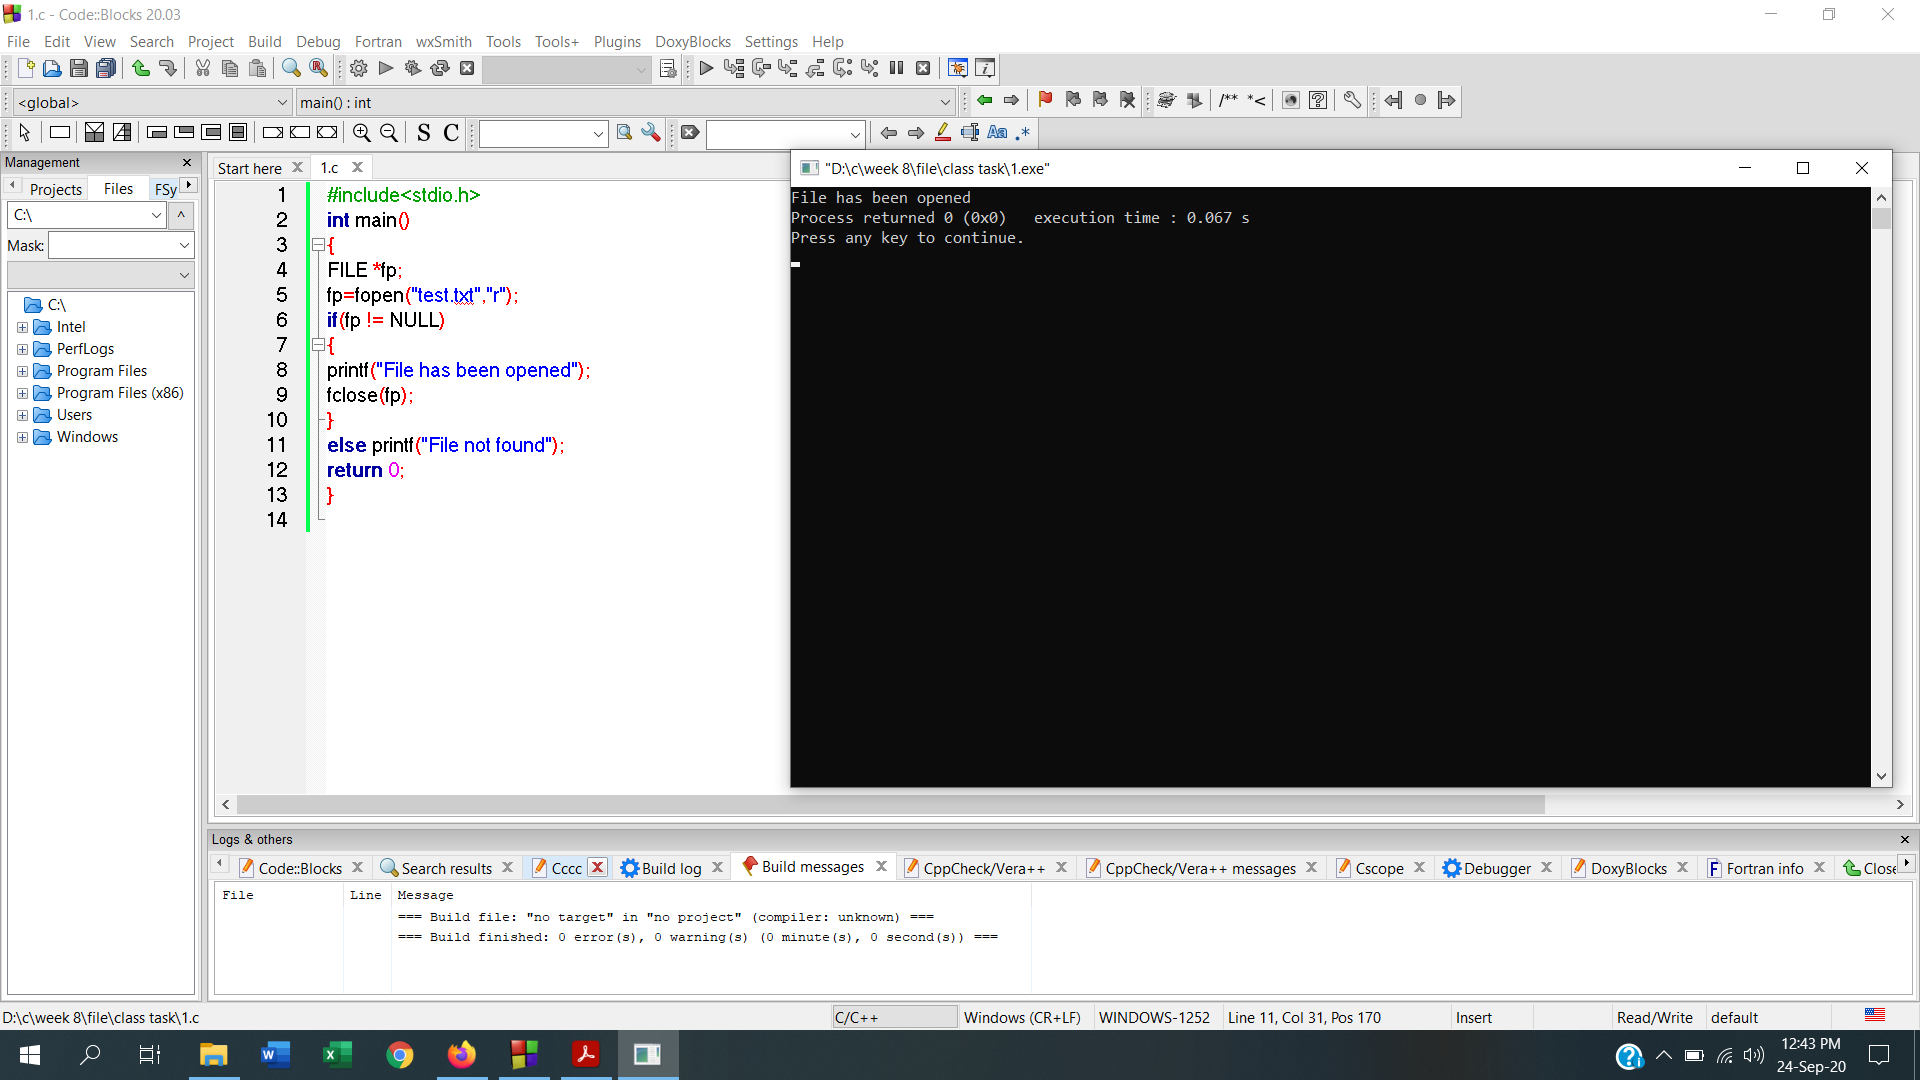 1.c - Code::Blocks 20.03
File Edit View Search Project Build Debug Fortran wxSmith Tools Tools+ Plugins DoxyBlocks Settings Help
<global> main() : int
/** *<
S C Aa .*
Management
Projects Files FSy
C:\
Mask:
C:\
Intel
PerfLogs
Program Files
Program Files (x86)
Users
Windows
Start here 1.c
1 #include<stdio.h>
2 int main()
3 {
4 FILE *fp;
5 fp=fopen("test.txt","r");
6 if(fp != NULL)
7 {
8 printf("File has been opened");
9 fclose(fp);
10 }
11 else printf("File not found");
12 return 0;
13 }
14
"D:\c\week 8\file\class task\1.exe"
File has been opened
Process returned 0 (0x0)   execution time : 0.067 s
Press any key to continue.
Logs & others
Code::Blocks Search results Cccc Build log Build messages CppCheck/Vera++ CppCheck/Vera++ messages Cscope Debugger DoxyBlocks Fortran info Close
File Line Message
=== Build file: "no target" in "no project" (compiler: unknown) ===
=== Build finished: 0 error(s), 0 warning(s) (0 minute(s), 0 second(s)) ===
D:\c\week 8\file\class task\1.c C/C++ Windows (CR+LF) WINDOWS-1252 Line 11, Col 31, Pos 170 Insert Read/Write default
12:43 PM
24-Sep-20